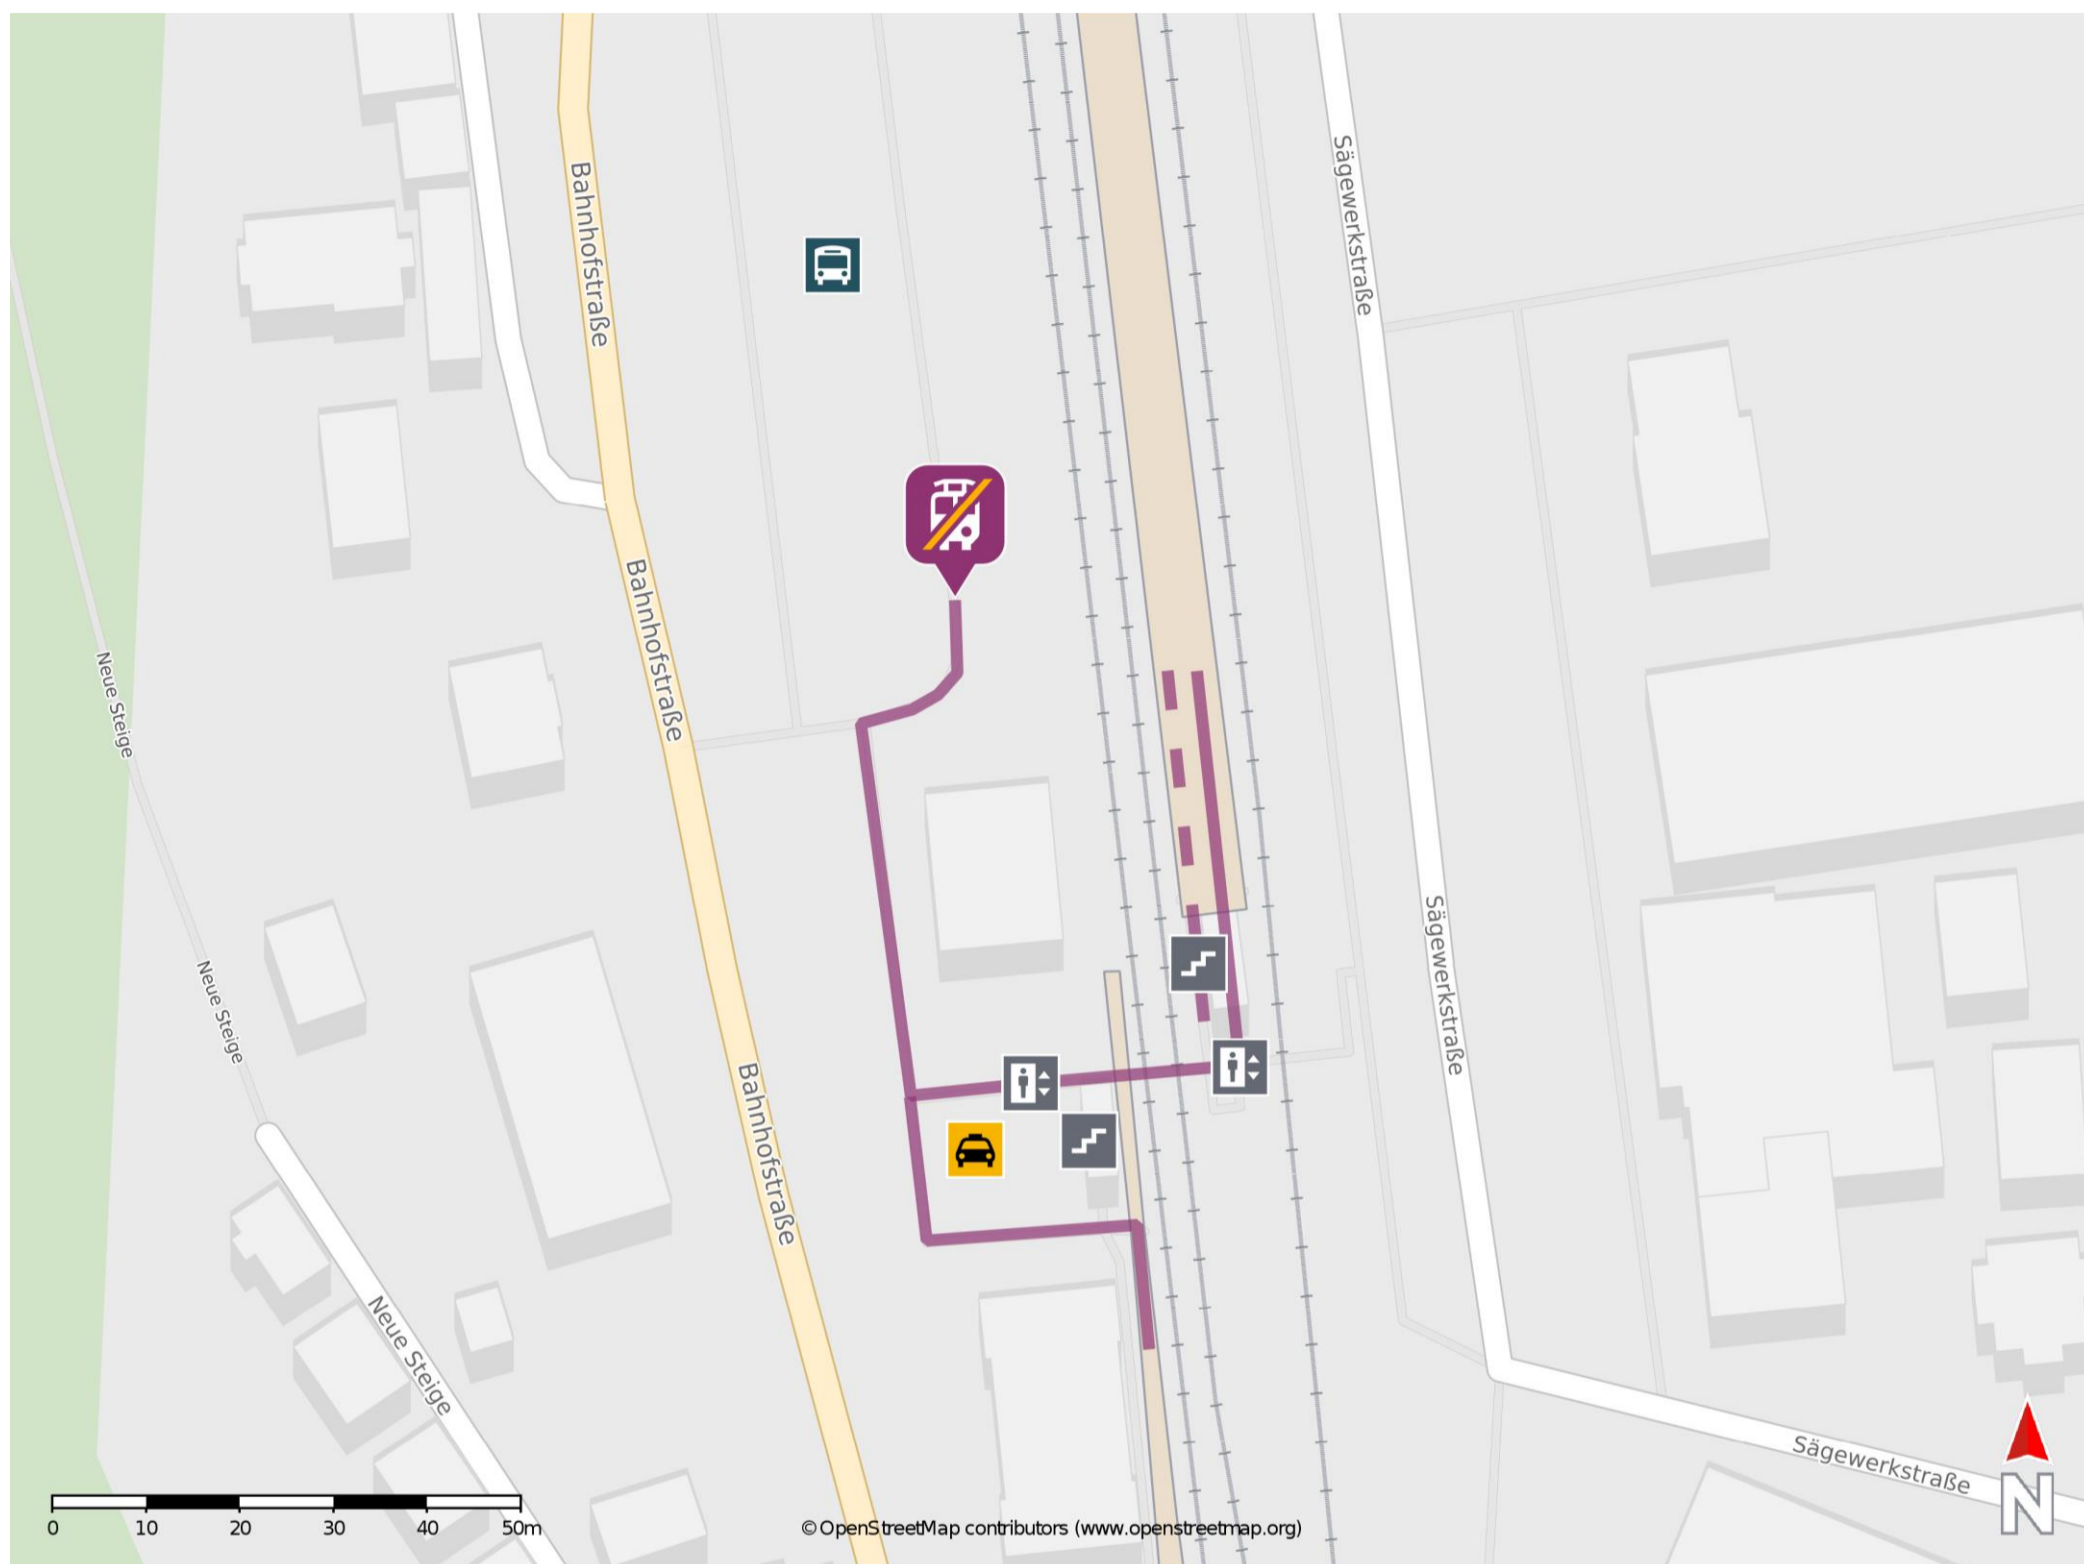 Bahnhofstraße
Sägewerkstraße
Bahnhofstraße
Neue Steige
Sägewerkstraße
Neue Steige
Bahnhofstraße
Neue Steige
Sägewerkstraße
N
0 10 20 30 40 50m
© OpenStreetMap contributors (www.openstreetmap.org)